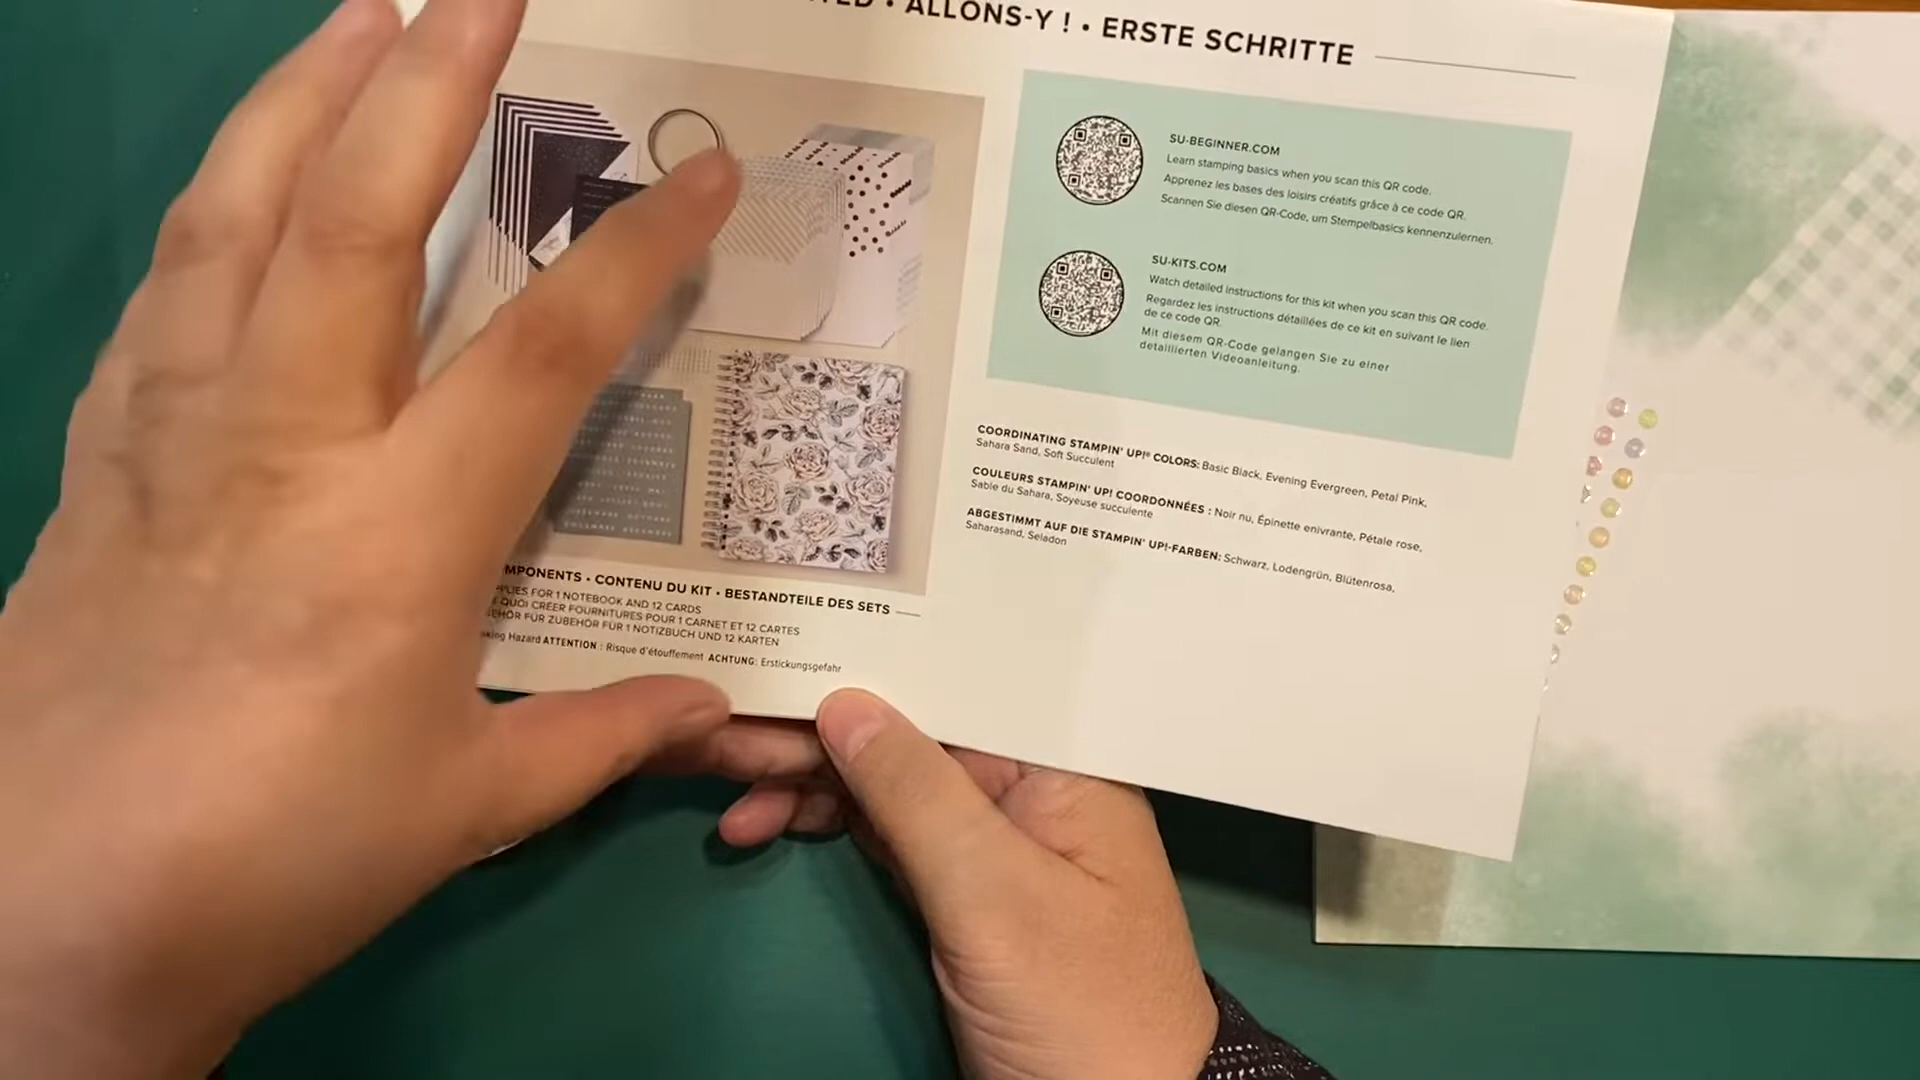 • ALLONS-Y ! • ERSTE SCHRITTE
SU-BEGINNER.COM
Learn stamping basics when you scan this QR code.
Apprenez les bases des loisirs créatifs grâce à ce code QR.
Scannen Sie diesen QR-Code, um Stempelbasics kennenzulernen.
SU-KITS.COM
Watch detailed instructions for this kit when you scan this QR code.
Regardez les instructions détaillées de ce kit en suivant le lien
de ce code QR.
Mit diesem QR-Code gelangen Sie zu einer
detaillierten Videoanleitung.
COORDINATING STAMPIN' UP!® COLORS: Basic Black, Evening Evergreen, Petal Pink,
Sahara Sand, Soft Succulent
COULEURS STAMPIN' UP! COORDONNÉES : Noir nu, Épinette enivrante, Pétale rose,
Sable du Sahara, Soyeuse succulente
ABGESTIMMT AUF DIE STAMPIN' UP!-FARBEN: Schwarz, Lodengrün, Blütenrosa,
Saharasand, Seladon
MPONENTS • CONTENU DU KIT • BESTANDTEILE DES SETS
PLIES FOR 1 NOTEBOOK AND 12 CARDS
QUOI CRÉER FOURNITURES POUR 1 CARNET ET 12 CARTES
EHÖR FÜR ZUBEHÖR FÜR 1 NOTIZBUCH UND 12 KARTEN
Hazard ATTENTION : Risque d'étouffement ACHTUNG: Erstickungsgefahr